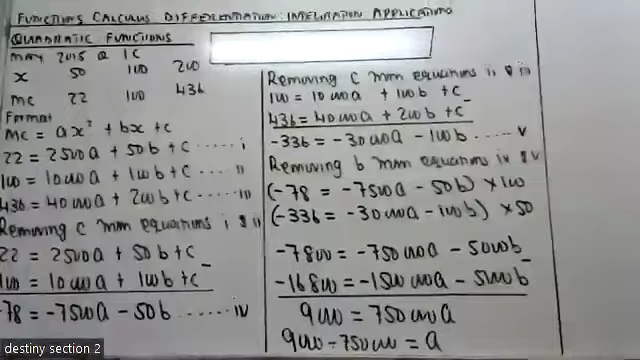 FUNCTIONS CALCULUS DIFFERENTIATION INTEGRATION APPLICATIONS
QUADRATIC FUNCTIONS
MAY 2015 Q 1C
x 50 100 200
MC 22 100 436
Format
MC = ax² + bx + c
22 = 2500a + 50b + c ...... i
100 = 10000a + 100b + c ..... ii
436 = 40000a + 200b + c ..... iii
Removing c from equations i & ii
22 = 2500a + 50b + c
100 = 10000a + 100b + c -
-78 = -7500a - 50b ....... iv
Removing c from equations ii & iii
100 = 10000a + 100b + c
436 = 40000a + 200b + c -
-336 = -30000a - 100b ..... v
Removing b from equations iv & v
(-78 = -7500a - 50b) x 100
(-336 = -30000a - 100b) x 50
-7800 = -750000a - 5000b
-16800 = -1500000a - 5000b -
9000 = 750000a
9000 ÷ 750000 = a
destiny section 2